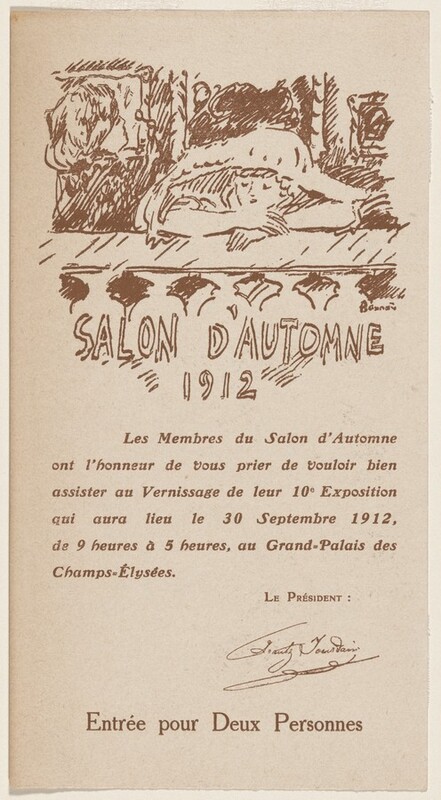 Bonnard
SALON D'AUTOMNE
1912
Les Membres du Salon d'Automne
ont l'honneur de vous prier de vouloir bien
assister au Vernissage de leur 10e Exposition
qui aura lieu le 30 Septembre 1912,
de 9 heures à 5 heures, au Grand-Palais des
Champs-Élysées.
LE PRÉSIDENT :
Frantz Jourdain
Entrée pour Deux Personnes